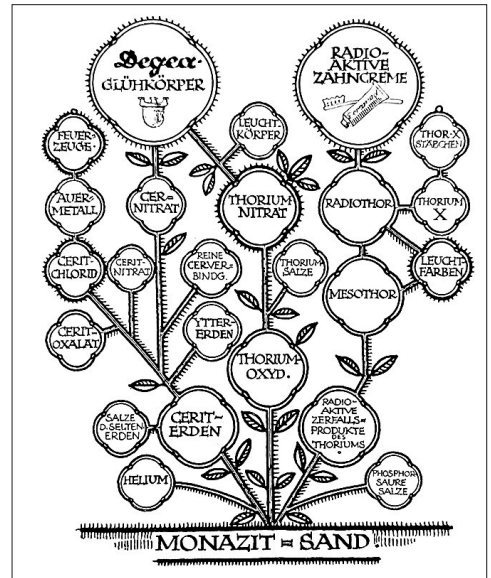 Degea-
GLÜHKÖRPER
RADIO-
AKTIVE
ZAHNCREME
FEUER-
ZEUGE.
LEUCHT-
KÖRPER
THOR-X
STÄBCHEN
AUER-
METALL
CER-
NITRAT
THORIUM
NITRAT
RADIOTHOR
THORIUM
X
CERIT-
CHLORID
CERIT-
NITRAT
REINE
CERVER-
BINDG.
THORIUM
SALZE
MESOTHOR
LEUCHT-
FARBEN
CERIT-
OXALAT
YTTER-
ERDEN
THORIUM-
OXYD.
SALZE
D. SELTEN-
ERDEN
CERIT-
ERDEN
RADIO-
AKTIVE
ZERFALLS=
PRODUKTE
DES
THORIUMS
HELIUM
PHOSPHOR
SAURE
SALZE
MONAZIT = SAND